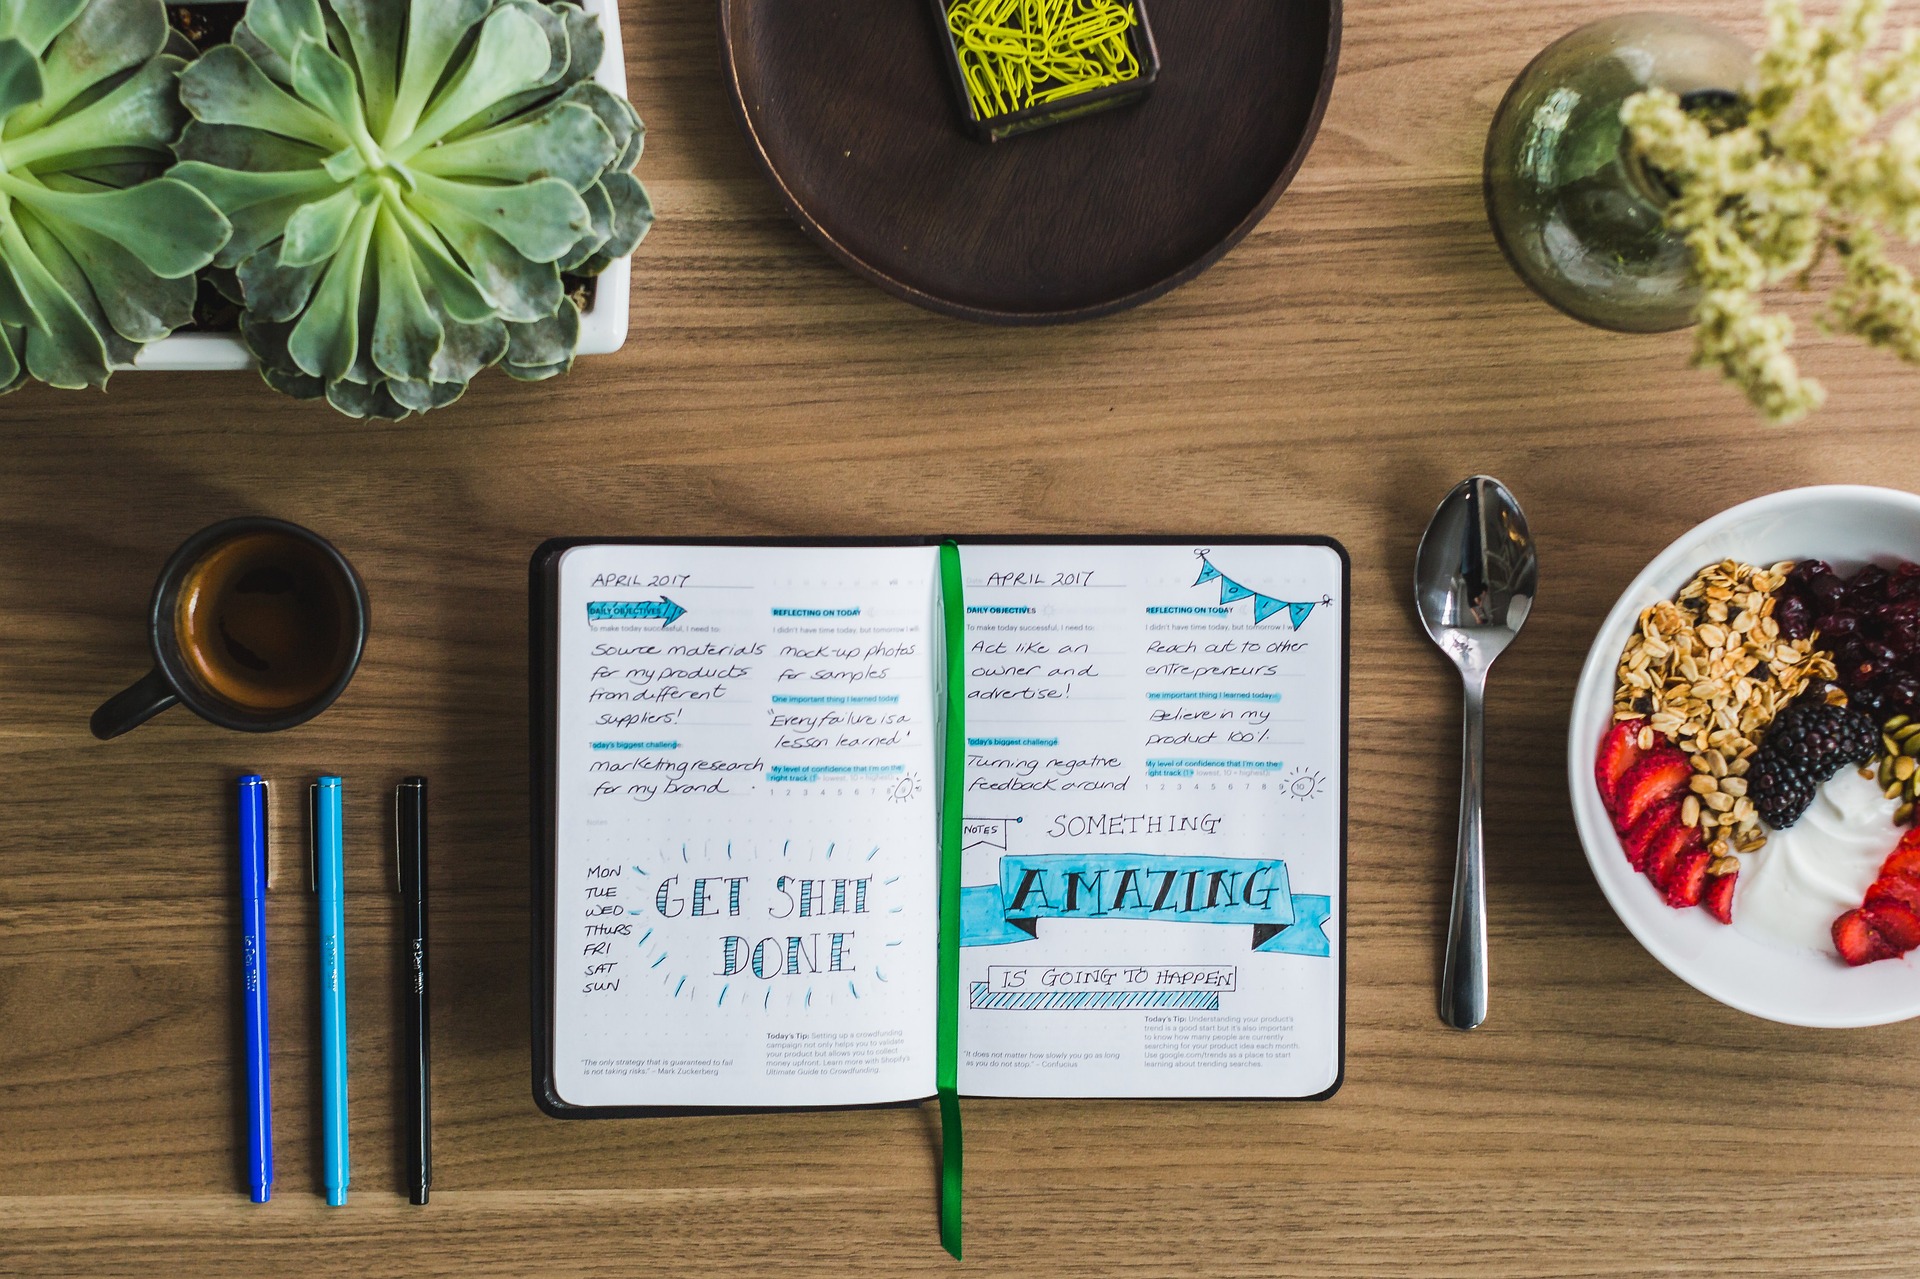 APRIL 2017
DAILY OBJECTIVES
To make today successful, I need to:
Source materials
for my products
from different
suppliers!
Today's biggest challenge
marketing research
for my brand
REFLECTING ON TODAY
I didn't have time today, but tomorrow I will
mock-up photos
for samples
One important thing I learned today
"Every failure is a
lesson learned"
My level of confidence that I'm on the
right track (1 = lowest, 10 = highest)
1 2 3 4 5 6 7 8 9
Notes
MON
TUE
WED
THURS
FRI
SAT
SUN
GET SHIT
DONE
"The only strategy that is guaranteed to fail
is not taking risks." – Mark Zuckerberg
Today's Tip: Setting up a crowdfunding
campaign not only helps you to validate
your product but allows you to collect
money upfront. Learn more with Shopify's
Ultimate Guide to Crowdfunding.
APRIL 2017
DAILY OBJECTIVES
To make today successful, I need to:
Act like an
owner and
advertise!
Today's biggest challenge
Turning negative
feedback around
REFLECTING ON TODAY
I didn't have time today, but tomorrow I will
Reach out to other
entrepreneurs
One important thing I learned today
Believe in my
product 100%.
My level of confidence that I'm on the
right track (1 = lowest, 10 = highest)
1 2 3 4 5 6 7 8 9 10
NOTES
SOMETHING
AMAZING
IS GOING TO HAPPEN
"It does not matter how slowly you go as long
as you do not stop." – Confucius
Today's Tip: Understanding your product's
trend is a good start but it's also important
to know how many people are currently
searching for your product idea each month.
Use google.com/trends as a place to start
learning about trending searches.